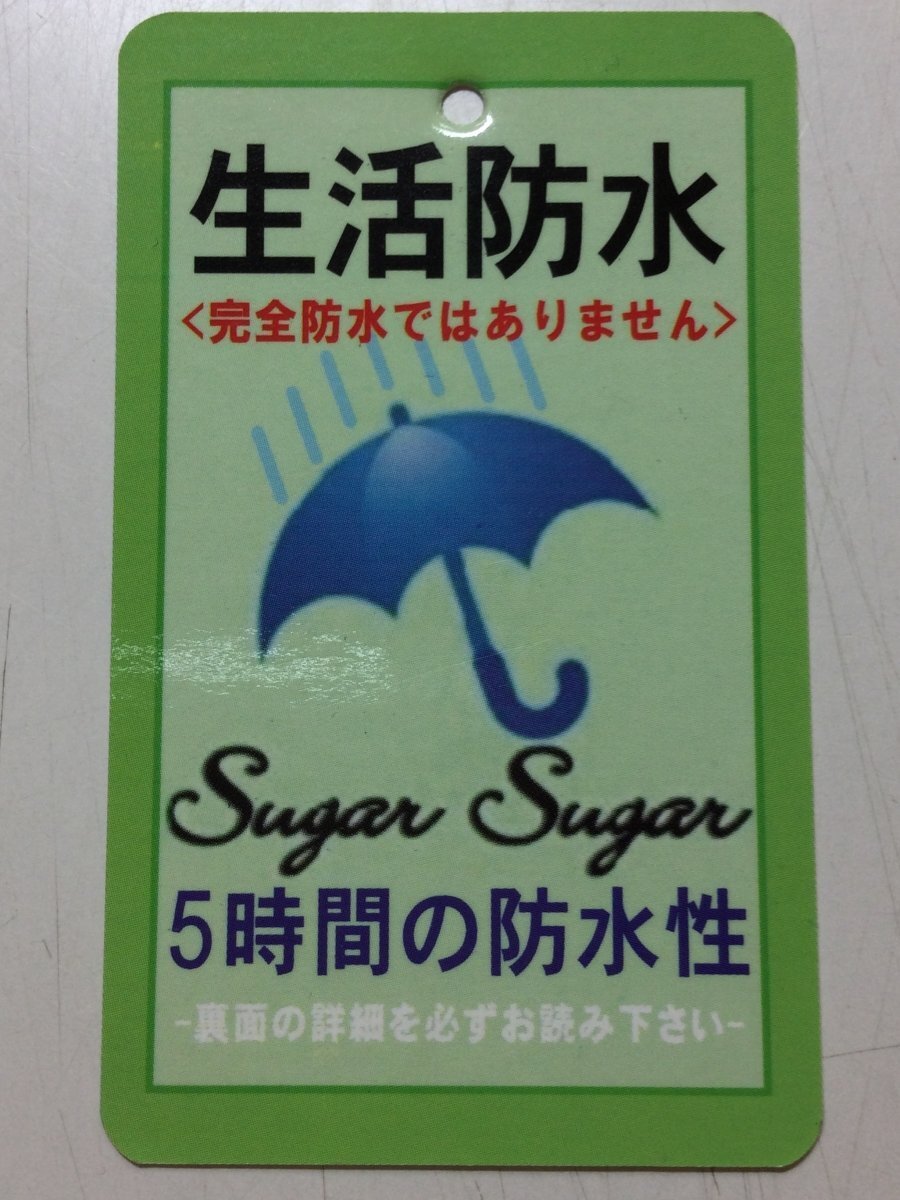 生活防水
<完全防水ではありません>
Sugar Sugar
5時間の防水性
-裏面の詳細を必ずお読み下さい-